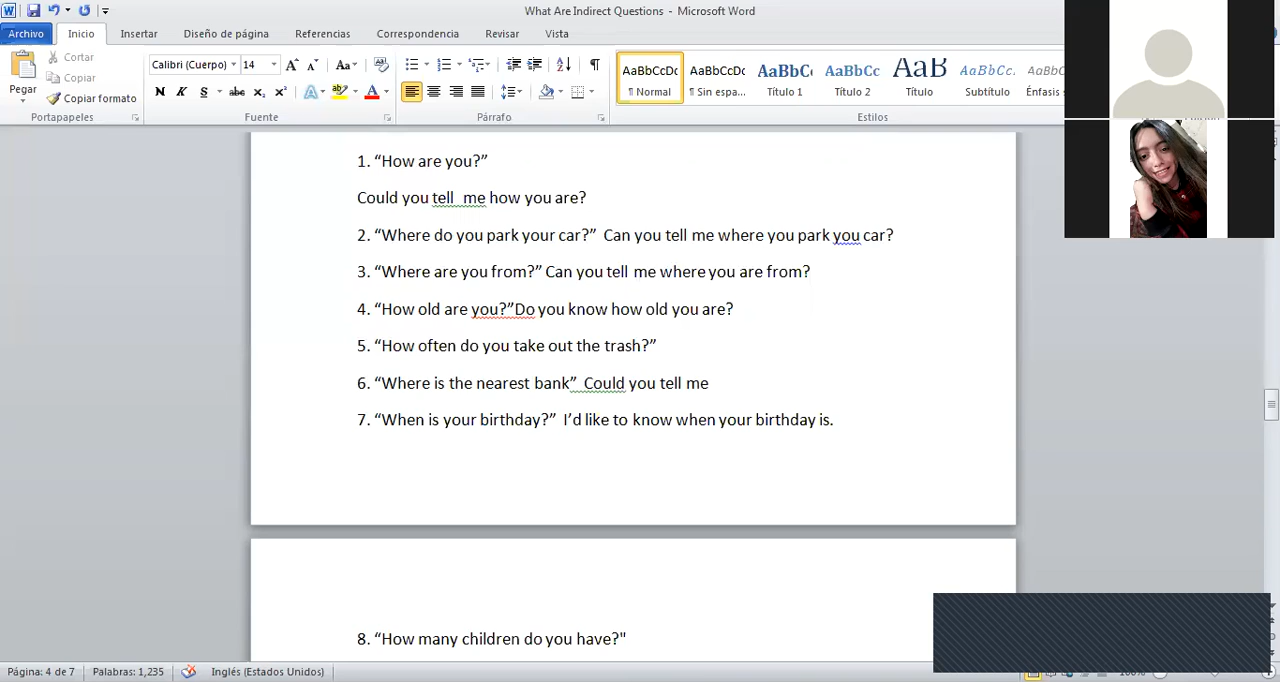 What Are Indirect Questions - Microsoft Word
Archivo Inicio Insertar Diseño de página Referencias Correspondencia Revisar Vista
Cortar
Copiar
Copiar formato
Pegar
Calibri (Cuerpo) 14
Aa
N K S abc x₂ x² A ab A
AaBbCcDc AaBbCcDc AaBbC AaBbCc AaB AaBbCc. AaBbCc
¶ Normal ¶ Sin espa... Título 1 Título 2 Título Subtítulo Énfasis
Portapapeles Fuente Párrafo Estilos
1. “How are you?”
Could you tell  me how you are?
2. “Where do you park your car?”  Can you tell me where you park you car?
3. “Where are you from?” Can you tell me where you are from?
4. “How old are you?”Do you know how old you are?
5. “How often do you take out the trash?”
6. “Where is the nearest bank”  Could you tell me
7. “When is your birthday?”  I’d like to know when your birthday is.
8. “How many children do you have?"
Página: 4 de 7 Palabras: 1,235 Inglés (Estados Unidos)